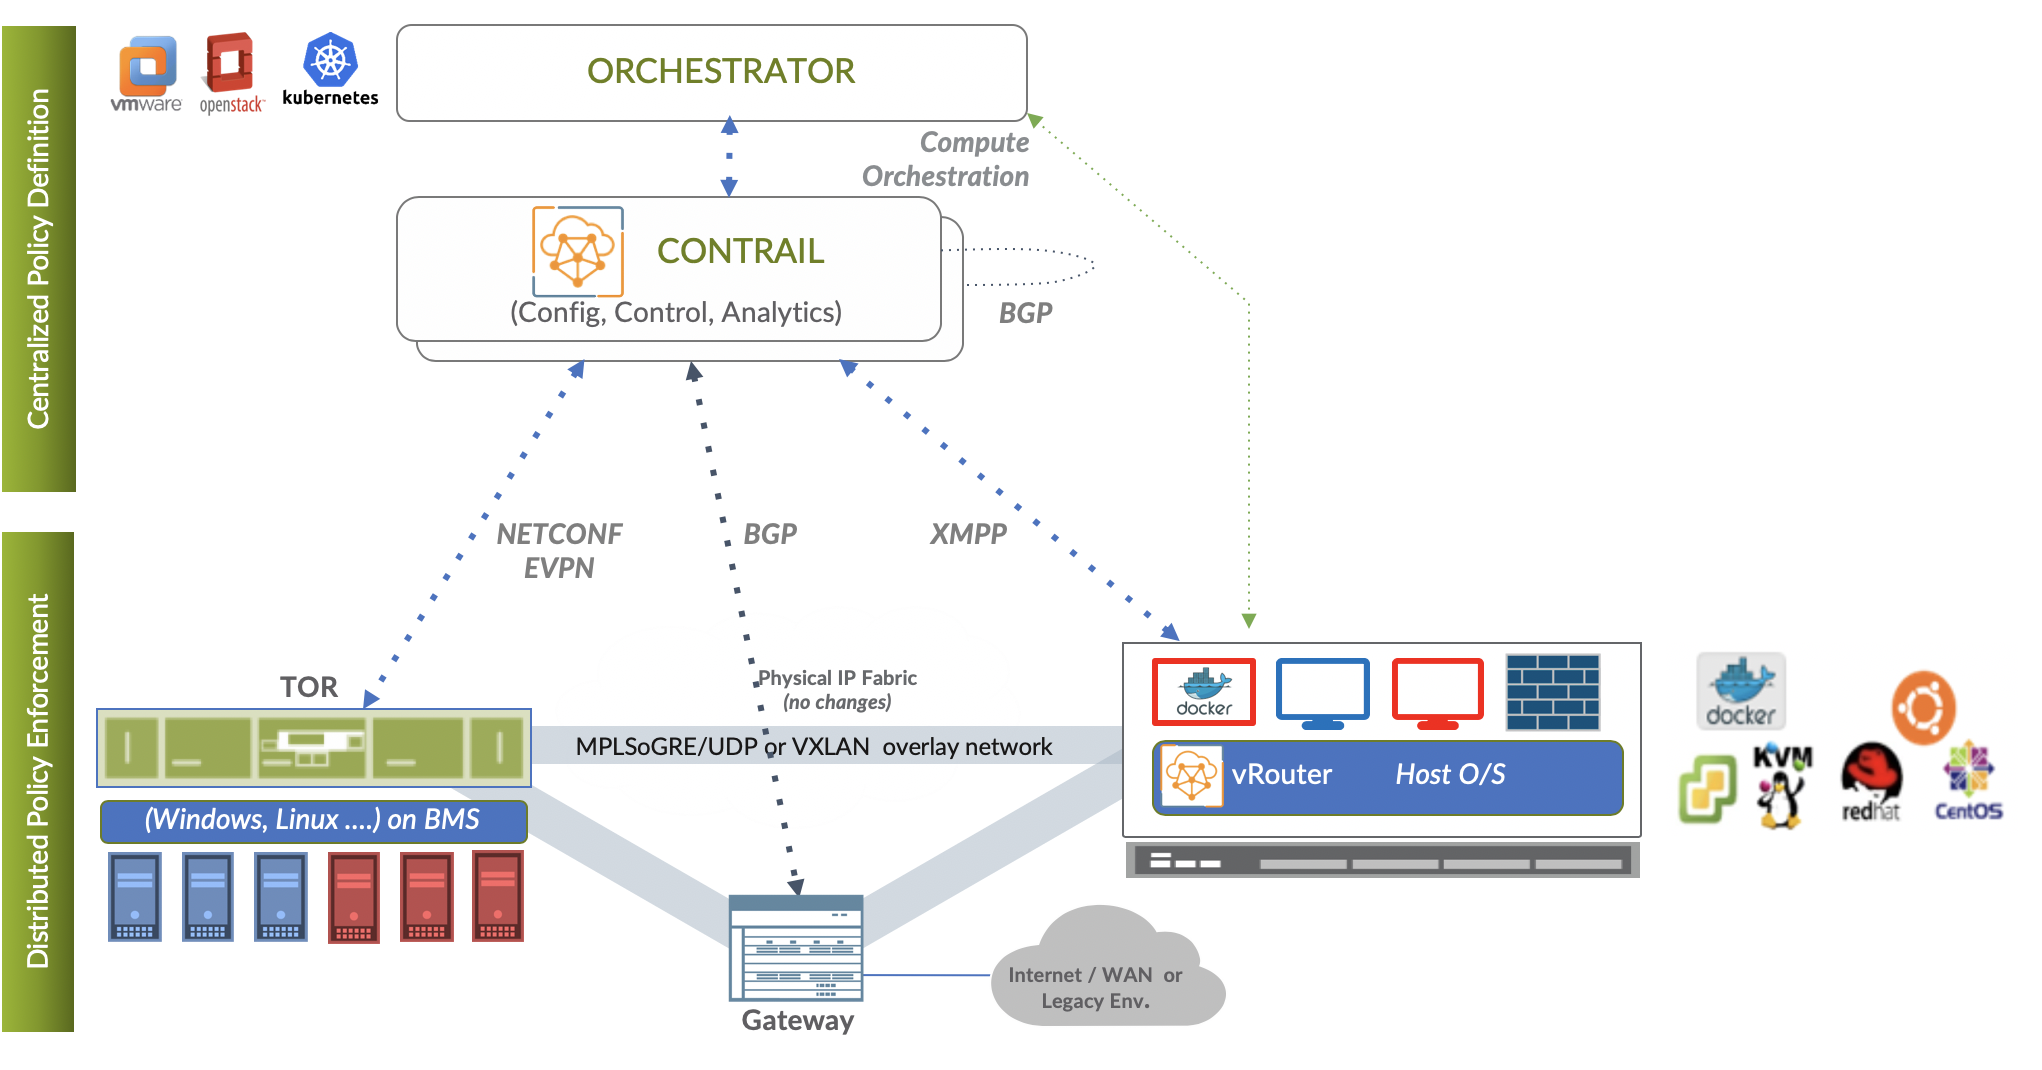 Centralized Policy Definition
vmware
openstack
kubernetes
ORCHESTRATOR
Compute
Orchestration
CONTRAIL
(Config, Control, Analytics)
BGP
NETCONF
EVPN
BGP
XMPP
Distributed Policy Enforcement
TOR
Physical IP Fabric
(no changes)
MPLSoGRE/UDP or VXLAN overlay network
(Windows, Linux ....) on BMS
docker
vRouter
Host O/S
docker
KVM
redhat
CentOS
Gateway
Internet / WAN or
Legacy Env.